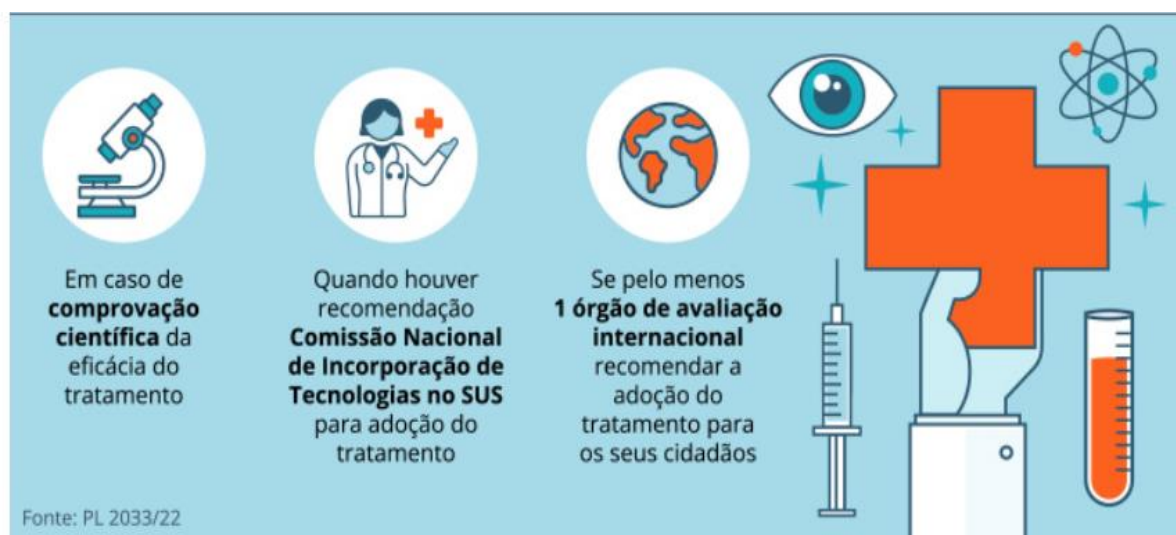 Em caso de
comprovação
científica da
eficácia do
tratamento
Quando houver
recomendação
Comissão Nacional
de Incorporação de
Tecnologias no SUS
para adoção do
tratamento
Se pelo menos
1 órgão de avaliação
internacional
recomendar a
adoção do
tratamento para
os seus cidadãos
Fonte: PL 2033/22